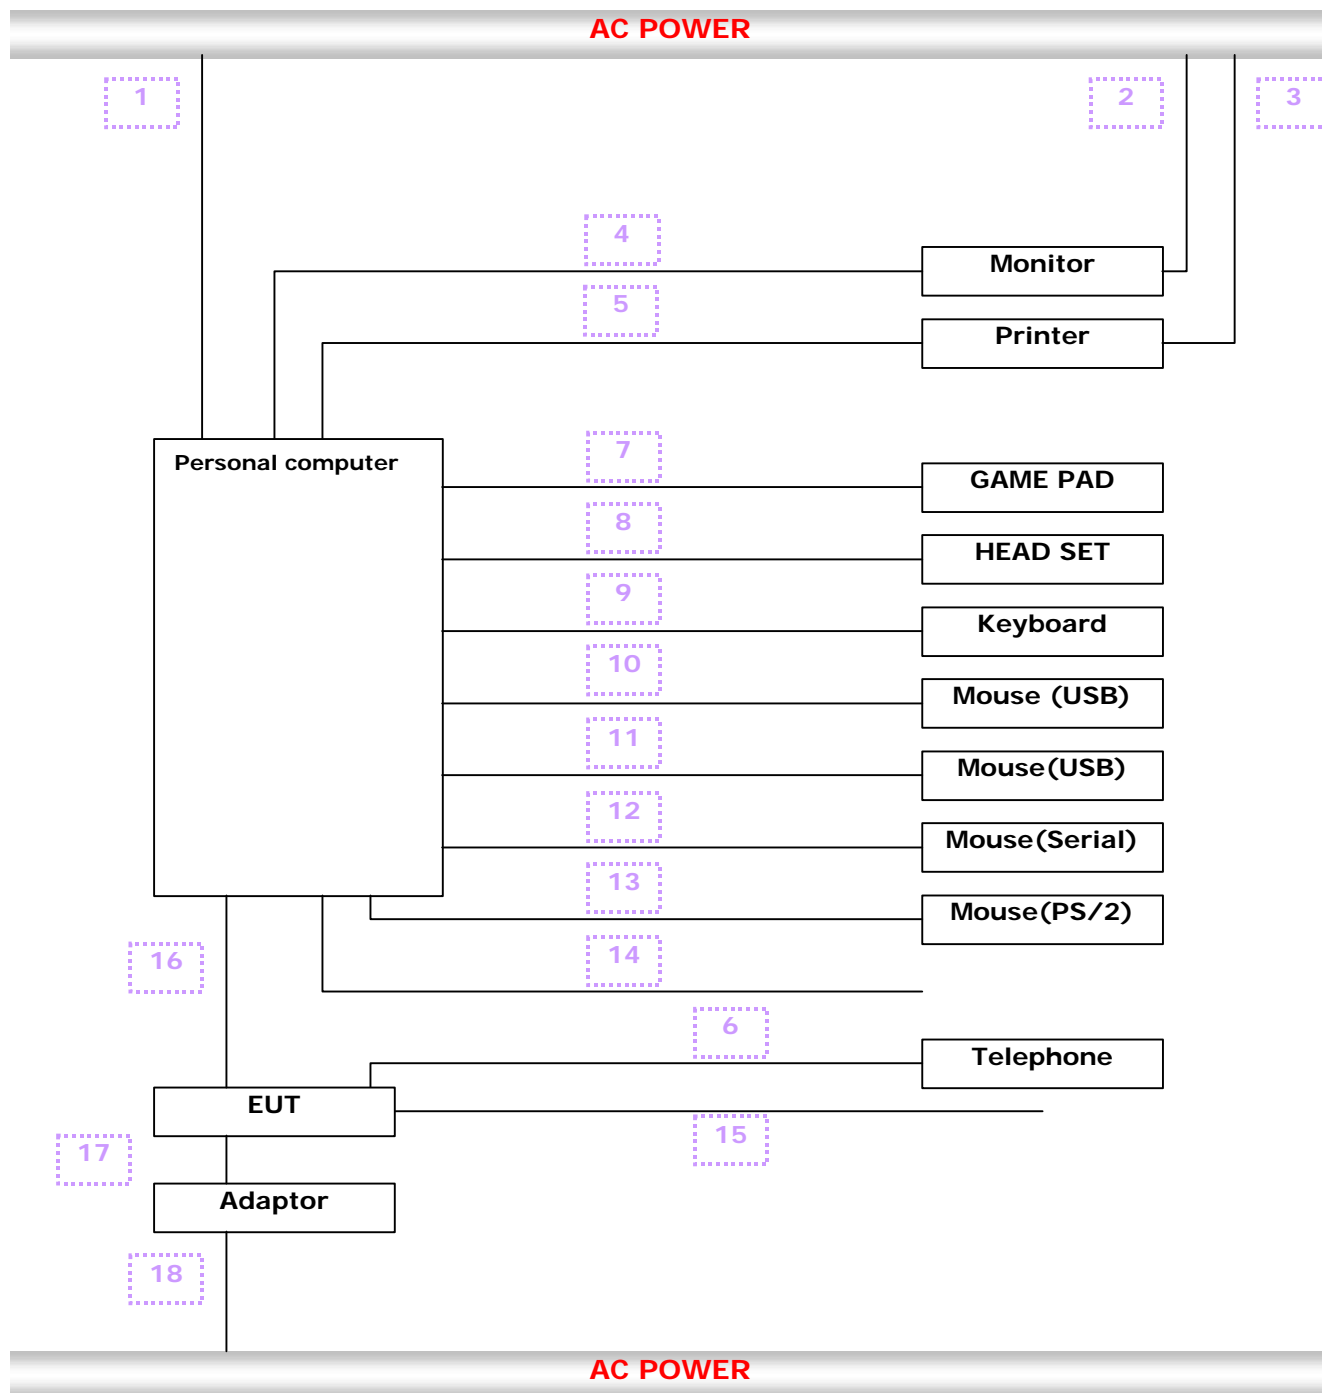 AC POWER
1
2
3
4
Monitor
5
Printer
Personal computer
7
GAME PAD
8
HEAD SET
9
Keyboard
10
Mouse (USB)
11
Mouse(USB)
12
Mouse(Serial)
13
Mouse(PS/2)
14
16
6
Telephone
EUT
15
17
Adaptor
18
AC POWER